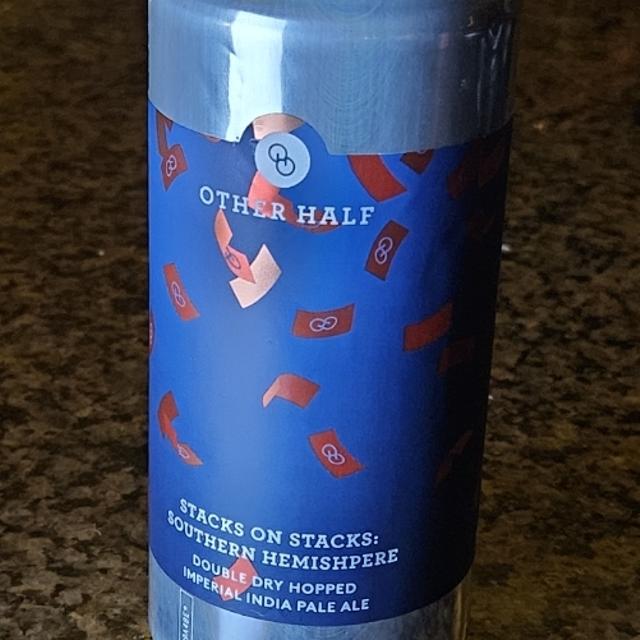 OTHER HALF
STACKS ON STACKS:
SOUTHERN HEMISHPERE
DOUBLE DRY HOPPED
IMPERIAL INDIA PALE ALE